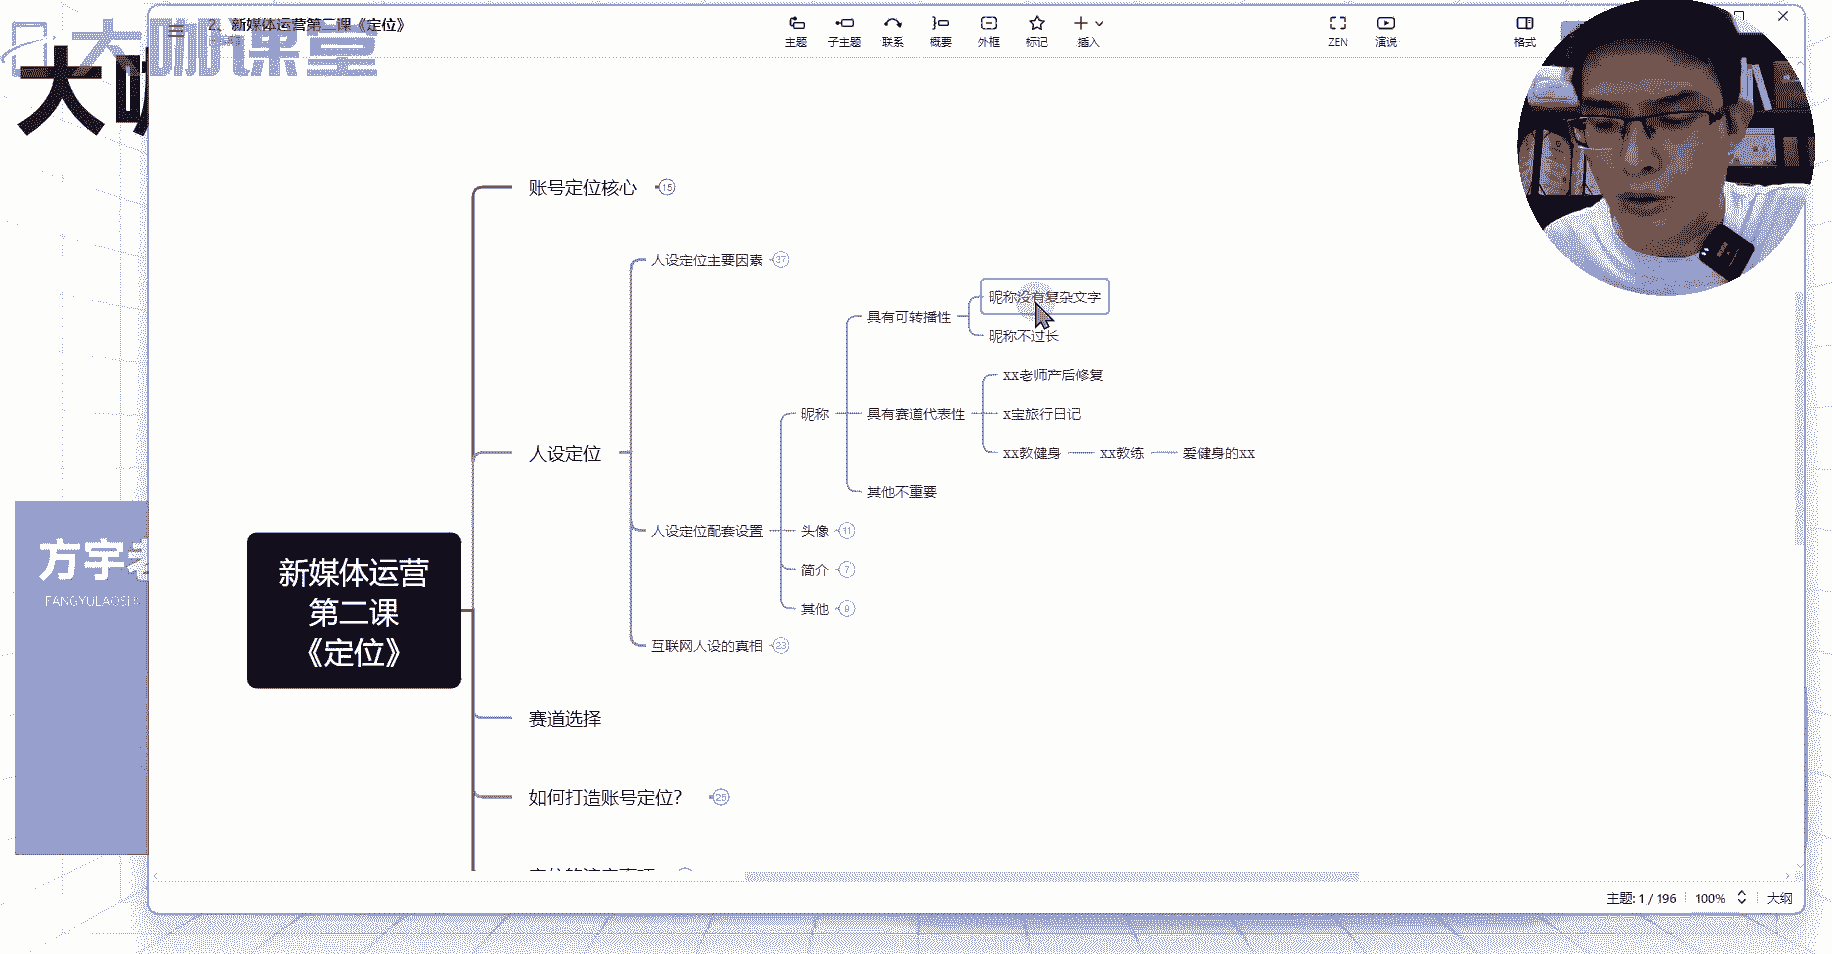 大咖课堂
2、新媒体运营第二课《定位》
主题
子主题
联系
概要
外框
标记
插入
ZEN
演说
格式
大
账号定位核心 15
人设定位主要因素 37
昵称没有复杂文字
具有可转播性
昵称不过长
xx老师产后修复
昵称
具有赛道代表性
x宝旅行日记
人设定位
xx教健身
xx教练
爱健身的xx
其他不重要
人设定位配套设置
头像 11
新媒体运营
第二课
《定位》
简介 7
其他 9
互联网人设的真相 23
赛道选择
如何打造账号定位? 25
方宇老
FANGYULAOSHI
主题: 1 / 196
100%
大纲